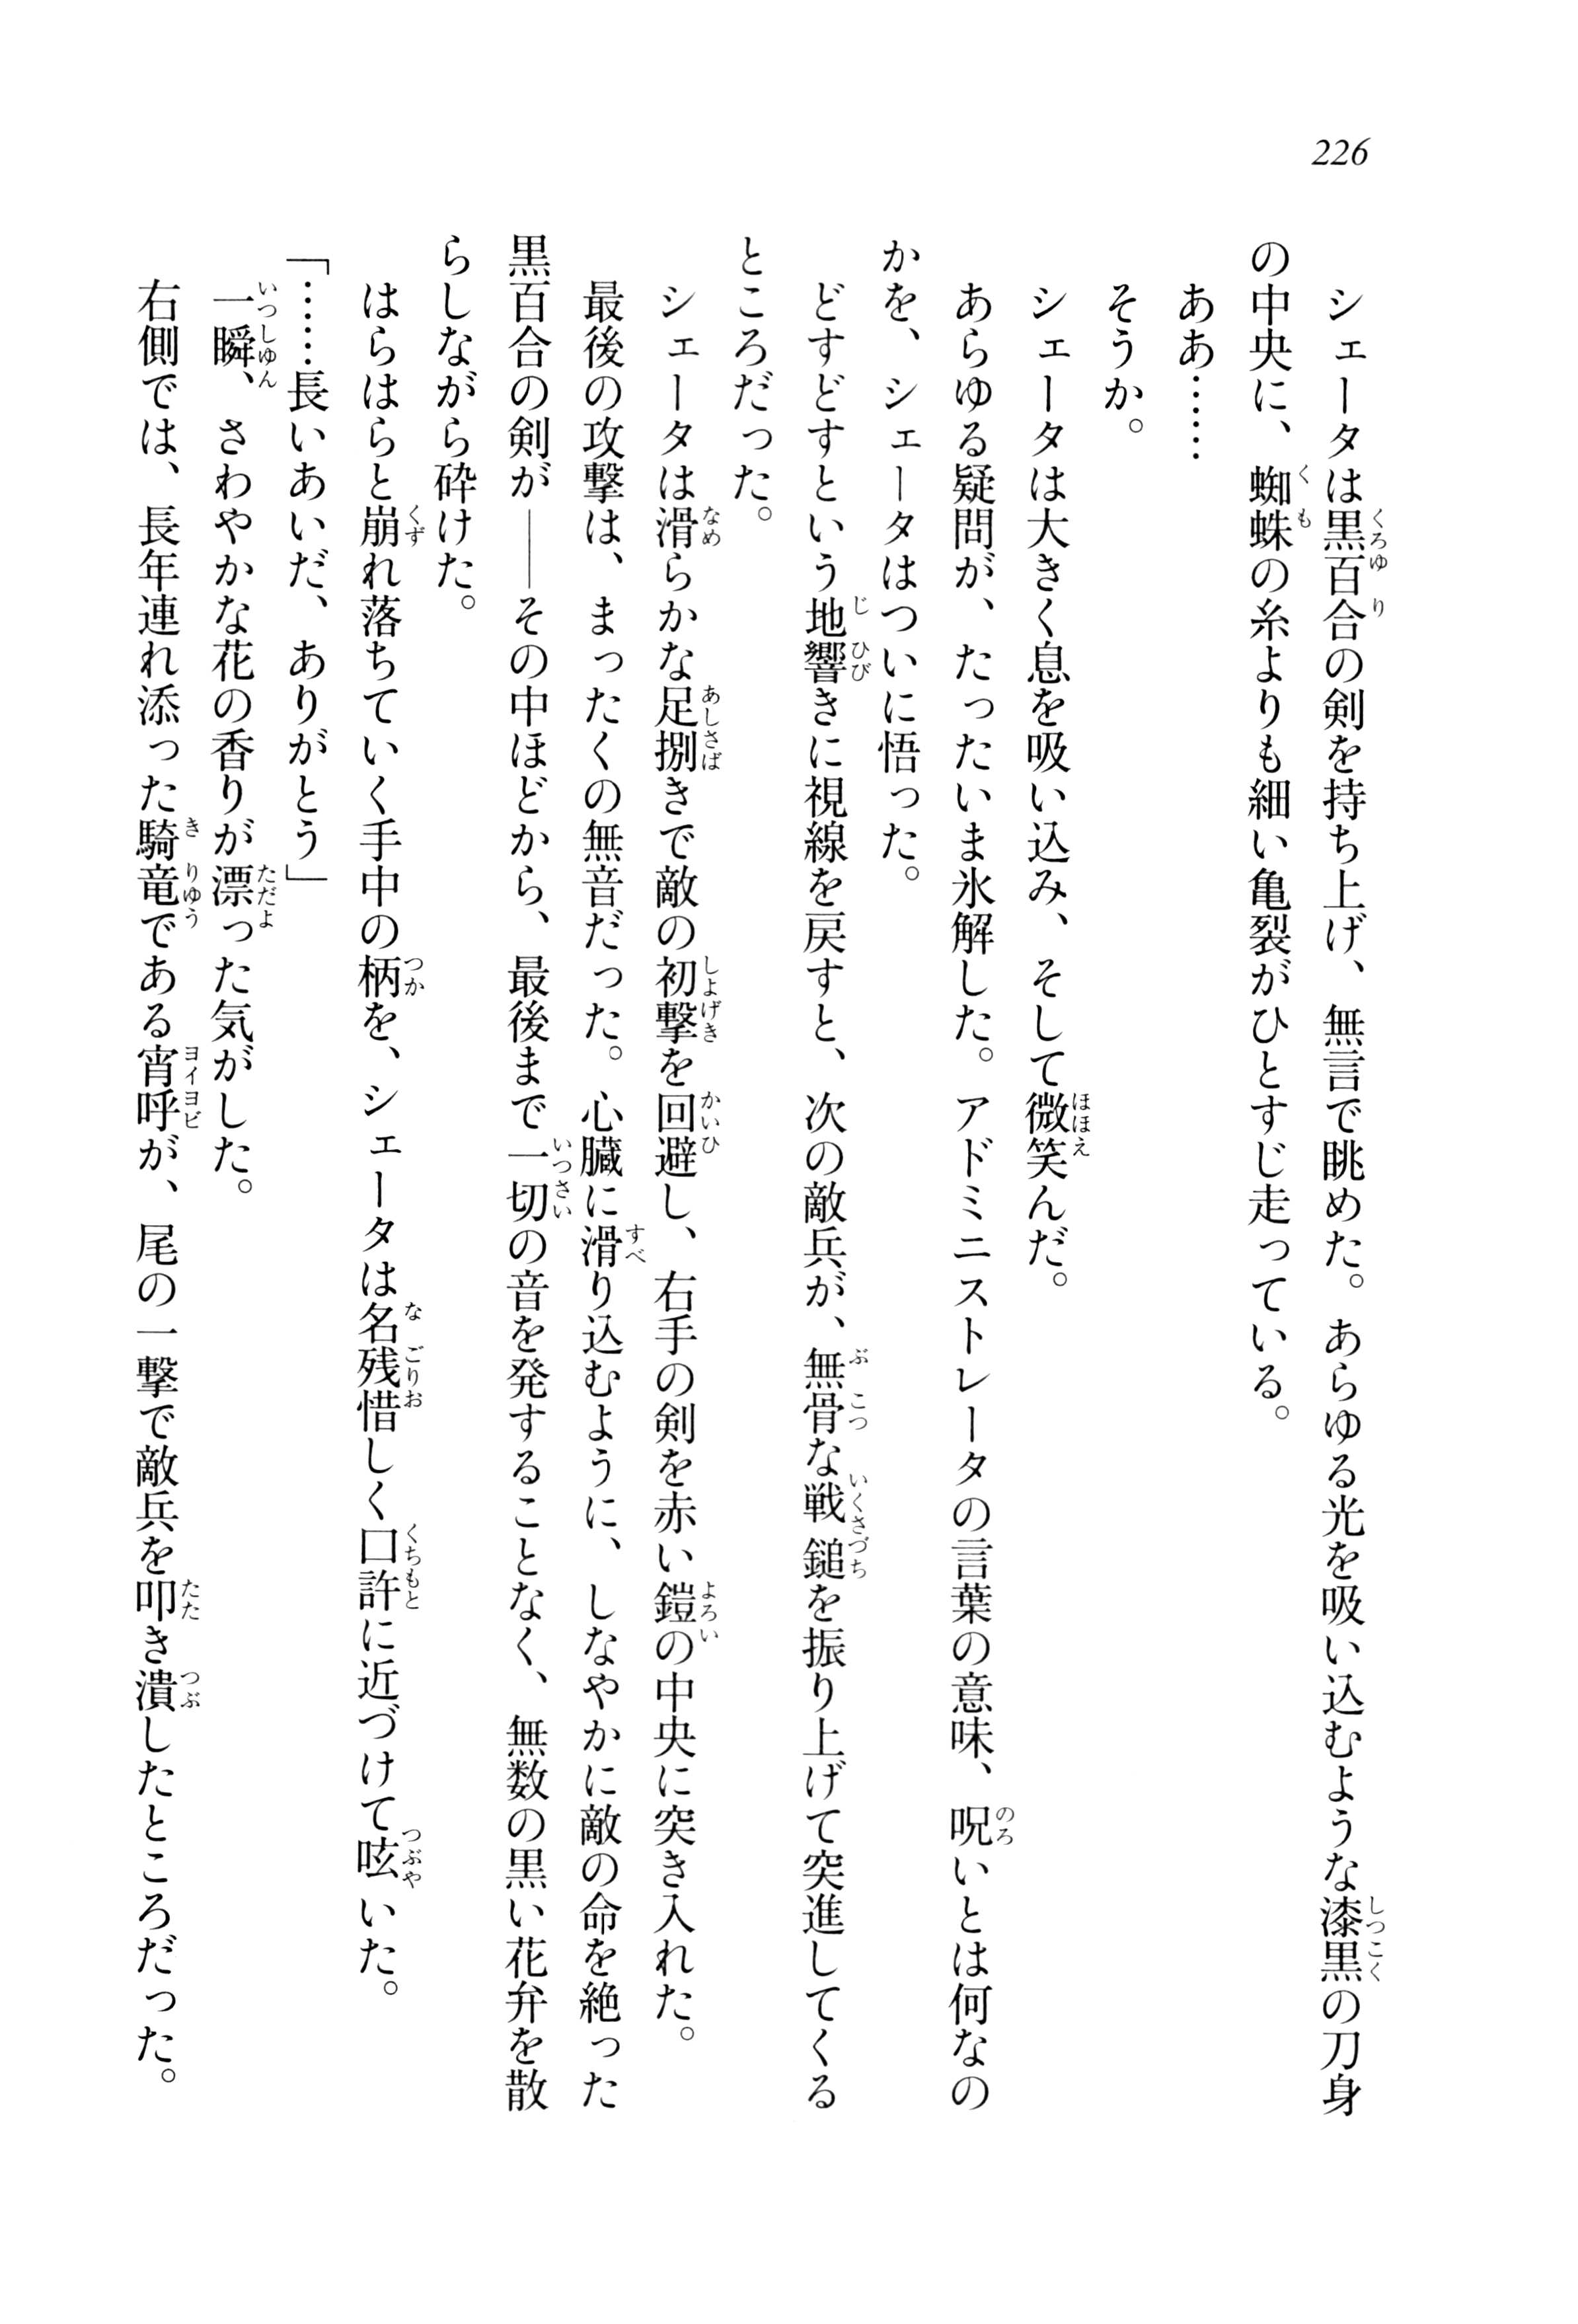 226
　シェータは黒百合の剣を持ち上げ、無言で眺めた。あらゆる光を吸い込むような漆黒の刀身
の中央に、蜘蛛の糸よりも細い亀裂がひとすじ走っている。
　ああ……
　そうか。
　シェータは大きく息を吸い込み、そして微笑んだ。
　あらゆる疑問が、たったいま氷解した。アドミニストレータの言葉の意味、呪いとは何なの
かを、シェータはついに悟った。
　どすどすという地響きに視線を戻すと、次の敵兵が、無骨な戦鎚を振り上げて突進してくる
ところだった。
　シェータは滑らかな足捌きで敵の初撃を回避し、右手の剣を赤い鎧の中央に突き入れた。
　最後の攻撃は、まったくの無音だった。心臓に滑り込むように、しなやかに敵の命を絶った
黒百合の剣が――その中ほどから、最後まで一切の音を発することなく、無数の黒い花弁を散
らしながら砕けた。
　はらはらと崩れ落ちていく手中の柄を、シェータは名残惜しく口許に近づけて呟いた。
「……長いあいだ、ありがとう」
　一瞬、さわやかな花の香りが漂った気がした。
　右側では、長年連れ添った騎竜である宵呼が、尾の一撃で敵兵を叩き潰したところだった。